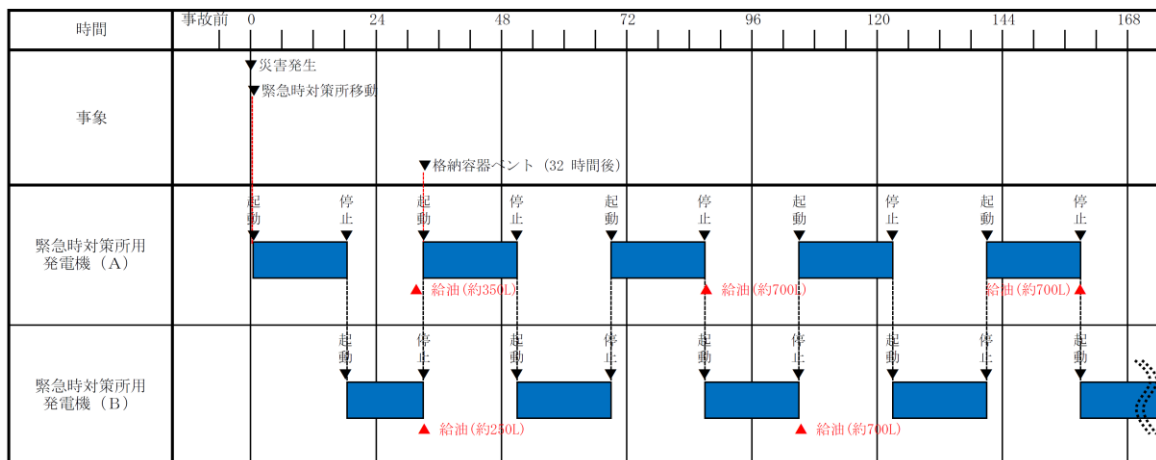 時間
事故前 0 24 48 72 96 120 144 168
事象
災害発生
緊急時対策所移動
格納容器ベント(32 時間後)
緊急時対策所用
発電機(A)
起動 停止 起動 停止 起動 停止 起動 停止 起動 停止
給油(約350L) 給油(約700L) 給油(約700L)
緊急時対策所用
発電機(B)
起動 停止 起動 停止 起動 停止 起動 停止 起動
給油(約250L) 給油(約700L)